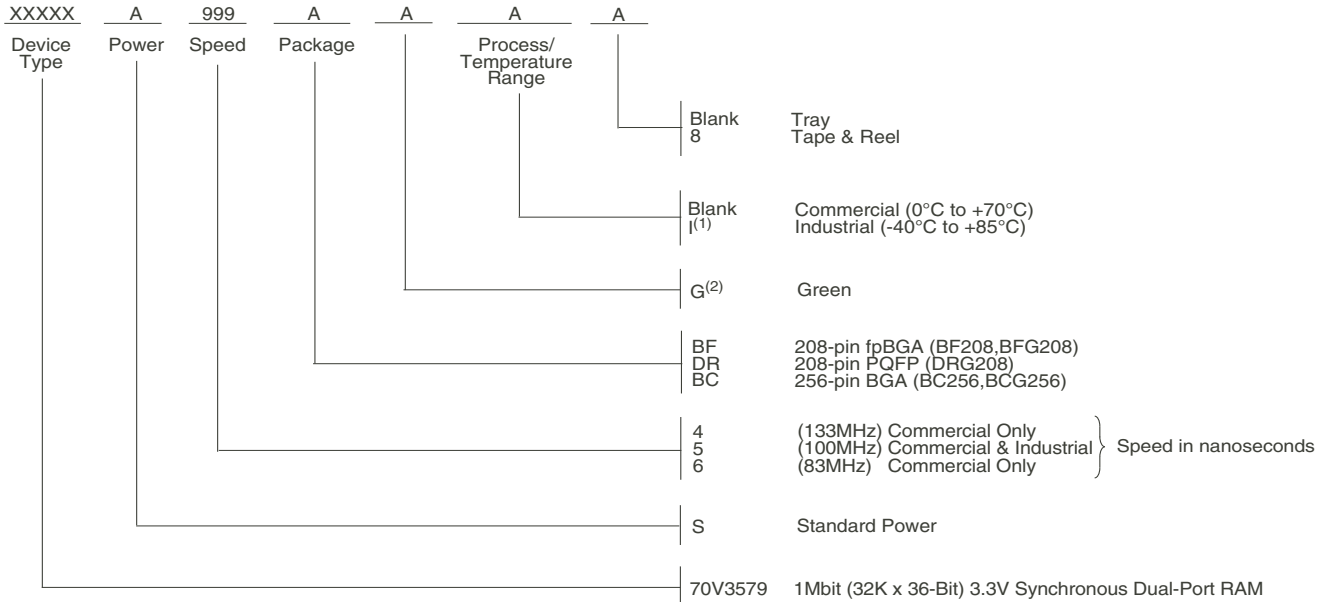 XXXXX A 999 A A A A
Device Type Power Speed Package Process/ Temperature Range
Blank Tray
8 Tape & Reel
Blank Commercial (0°C to +70°C)
I(1) Industrial (-40°C to +85°C)
G(2) Green
BF 208-pin fpBGA (BF208,BFG208)
DR 208-pin PQFP (DRG208)
BC 256-pin BGA (BC256,BCG256)
4 (133MHz) Commercial Only
5 (100MHz) Commercial & Industrial Speed in nanoseconds
6 (83MHz) Commercial Only
S Standard Power
70V3579 1Mbit (32K x 36-Bit) 3.3V Synchronous Dual-Port RAM